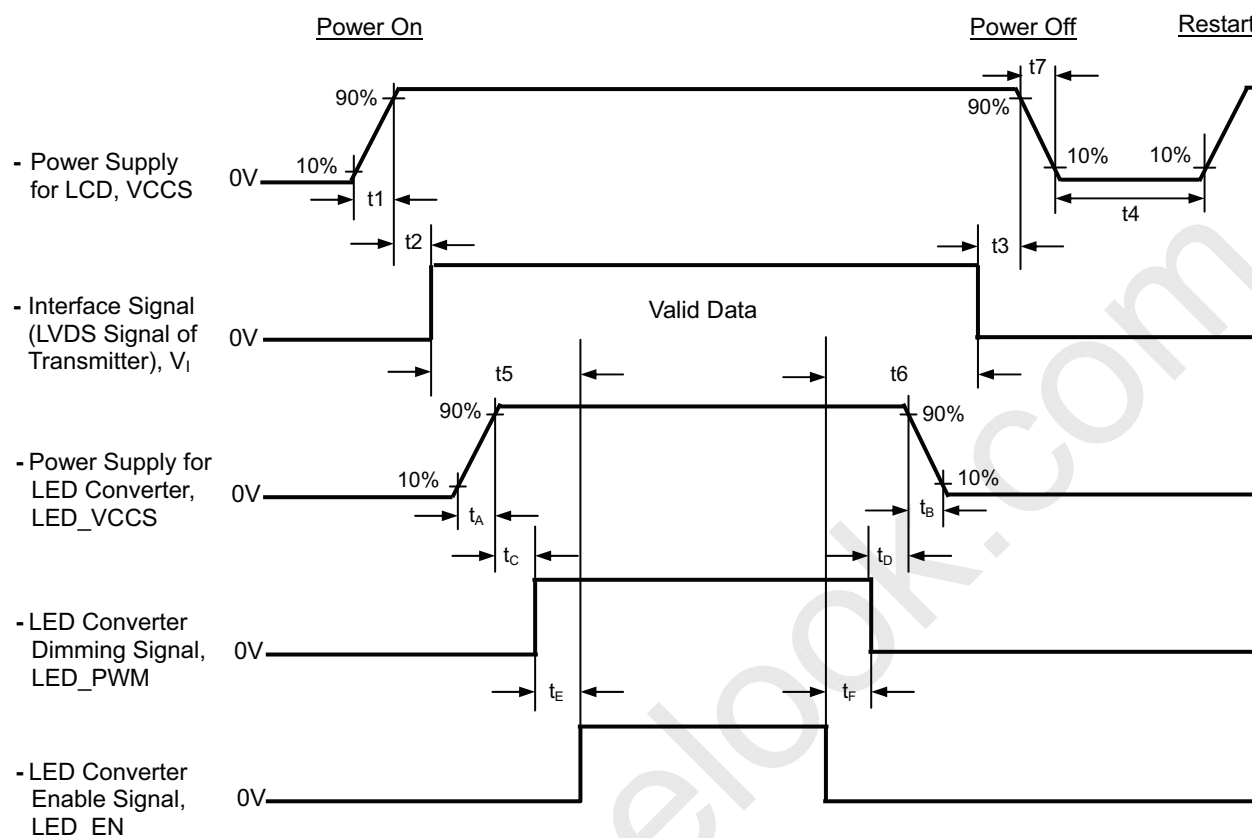 Power On Power Off Restart
t7
90% 90%
- Power Supply
for LCD, VCCS
0V 10% 10% 10%
t1 t4
t2 t3
- Interface Signal
(LVDS Signal of
Transmitter), VI
0V Valid Data
t5 t6
90% 90%
- Power Supply for
LED Converter,
LED_VCCS
0V 10% 10%
tA tB
tC tD
- LED Converter
Dimming Signal,
LED_PWM
0V
tE tF
- LED Converter
Enable Signal,
LED_EN
0V
elook.com